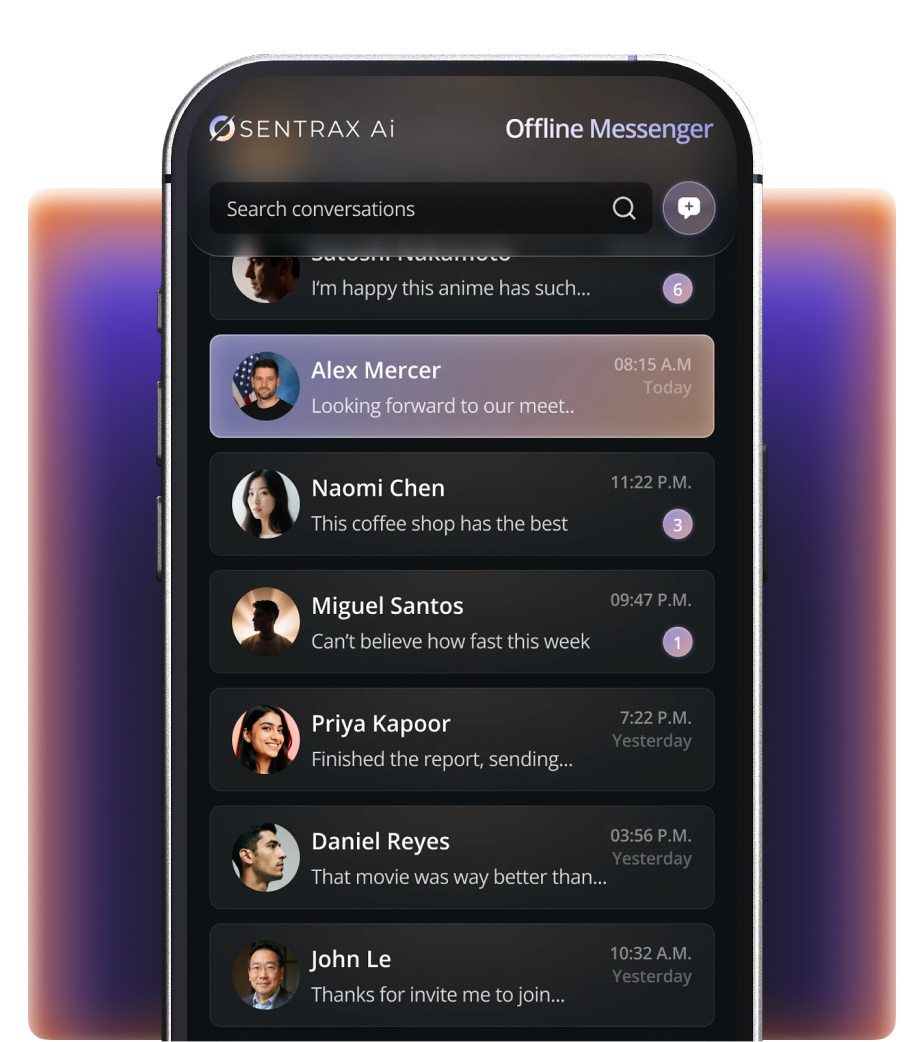 SENTRAX Ai
Offline Messenger
Search conversations
Satoshi Nakamoto
I'm happy this anime has such...
6
Alex Mercer
08:15 A.M
Today
Looking forward to our meet..
Naomi Chen
11:22 P.M.
This coffee shop has the best
3
Miguel Santos
09:47 P.M.
Can't believe how fast this week
1
Priya Kapoor
7:22 P.M.
Yesterday
Finished the report, sending...
Daniel Reyes
03:56 P.M.
Yesterday
That movie was way better than...
John Le
10:32 A.M.
Yesterday
Thanks for invite me to join...